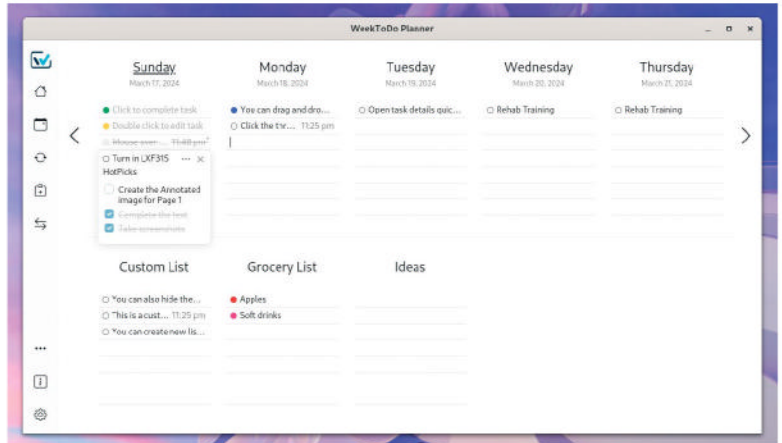 WeekToDo Planner
Sunday
March 17, 2024
Click to complete task
Double click to edit task
Mouse over ... 11:40 pm
Turn in LXF315 HotPicks
Create the Annotated image for Page 1
Complete the text
Take screenshots
Monday
March 18, 2024
You can drag and dro...
Click the thr... 11:25 pm
Tuesday
March 19, 2024
Open task details quic...
Wednesday
March 20, 2024
Rehab Training
Thursday
March 21, 2024
Rehab Training
Custom List
You can also hide the...
This is a cust... 11:25 pm
You can create new lis...
Grocery List
Apples
Soft drinks
Ideas